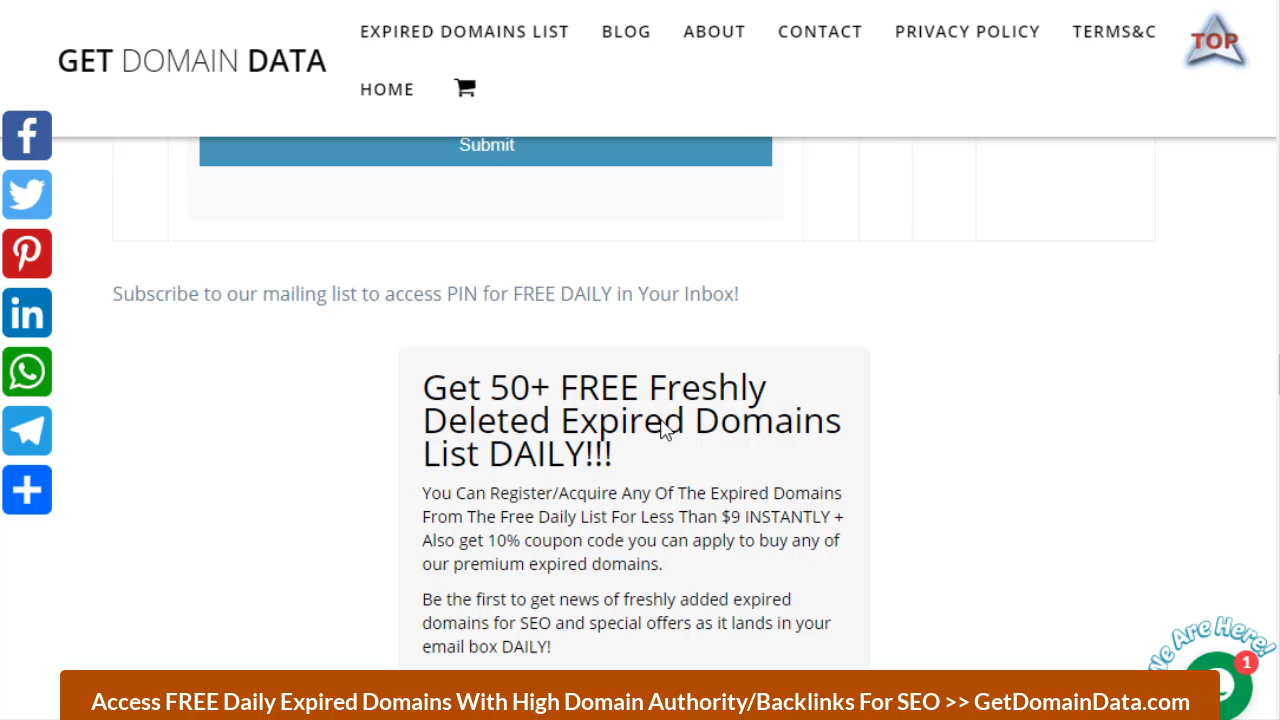 EXPIRED DOMAINS LIST BLOG ABOUT CONTACT PRIVACY POLICY TERMS&C
TOP
GET DOMAIN DATA
HOME
Submit
Subscribe to our mailing list to access PIN for FREE DAILY in Your Inbox!
Get 50+ FREE Freshly
Deleted Expired Domains
List DAILY!!!
You Can Register/Acquire Any Of The Expired Domains
From The Free Daily List For Less Than $9 INSTANTLY +
Also get 10% coupon code you can apply to buy any of
our premium expired domains.
Be the first to get news of freshly added expired
domains for SEO and special offers as it lands in your
email box DAILY!
We Are Here!
1
Access FREE Daily Expired Domains With High Domain Authority/Backlinks For SEO >> GetDomainData.com